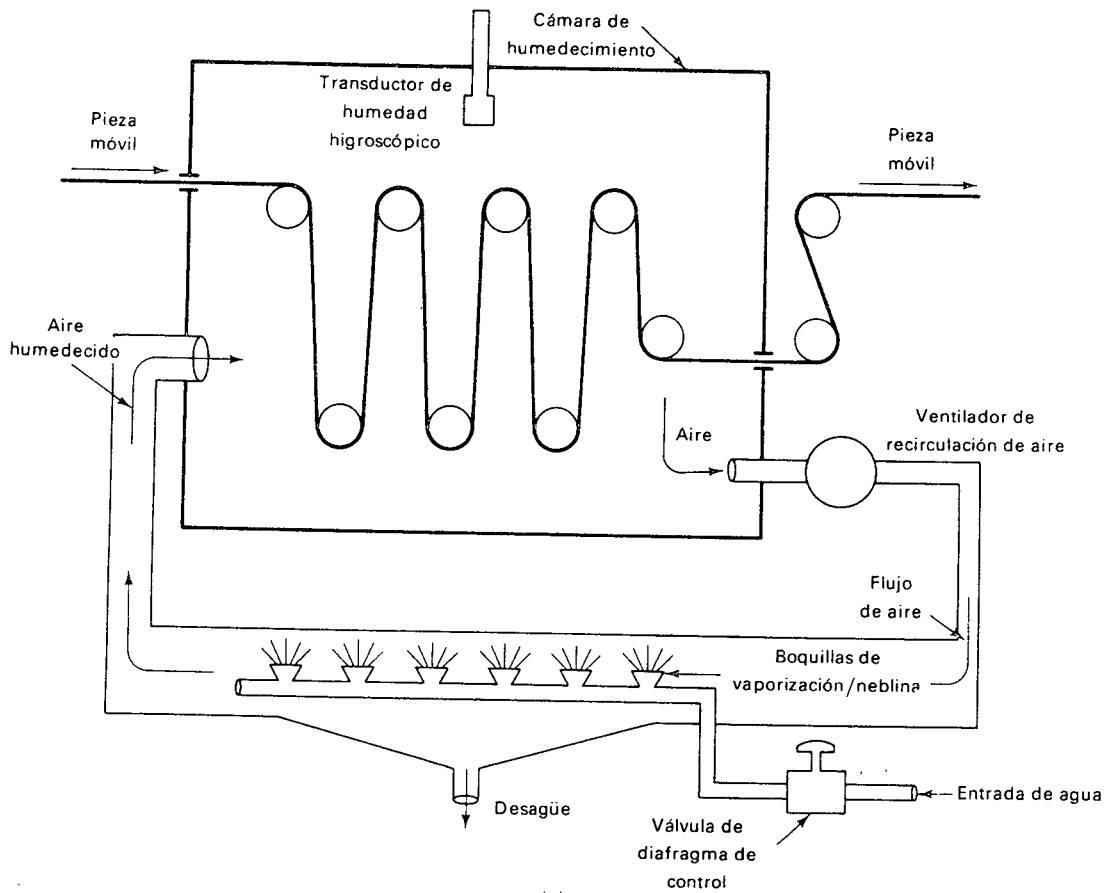 Cámara de
humedecimiento
Transductor de
humedad
higroscópico
Pieza
móvil
Pieza
móvil
Aire
humedecido
Aire
Ventilador de
recirculación de aire
Flujo
de aire
Boquillas de
vaporización/neblina
Entrada de agua
Desagüe
Válvula de
diafragma de
control